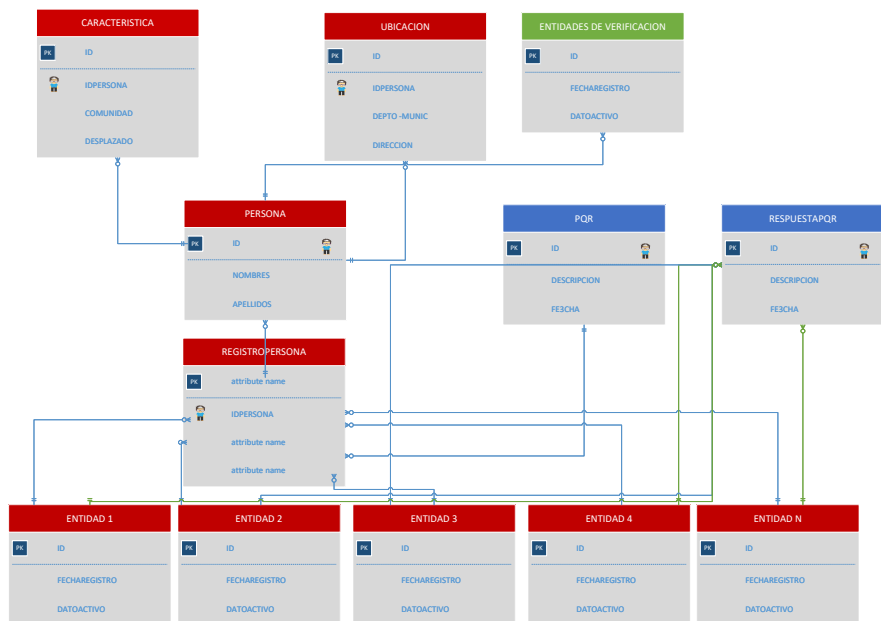 CARACTERISTICA
PK ID
IDPERSONA
COMUNIDAD
DESPLAZADO
UBICACION
PK ID
IDPERSONA
DEPTO -MUNIC
DIRECCION
ENTIDADES DE VERIFICACION
PK ID
FECHAREGISTRO
DATOACTIVO
PERSONA
PK ID
NOMBRES
APELLIDOS
PQR
PK ID
DESCRIPCION
FE3CHA
RESPUESTAPQR
PK ID
DESCRIPCION
FE3CHA
REGISTROPERSONA
PK attribute name
IDPERSONA
attribute name
attribute name
ENTIDAD 1
PK ID
FECHAREGISTRO
DATOACTIVO
ENTIDAD 2
PK ID
FECHAREGISTRO
DATOACTIVO
ENTIDAD 3
PK ID
FECHAREGISTRO
DATOACTIVO
ENTIDAD 4
PK ID
FECHAREGISTRO
DATOACTIVO
ENTIDAD N
PK ID
FECHAREGISTRO
DATOACTIVO